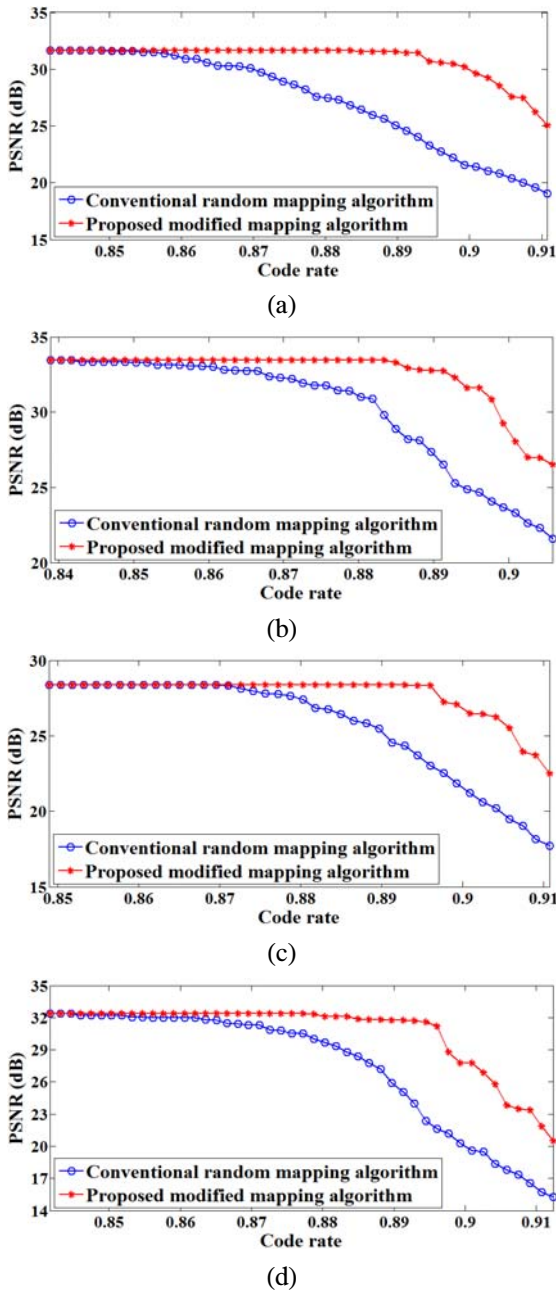 35
30
25
20
15
PSNR (dB)
Conventional random mapping algorithm
Proposed modified mapping algorithm
0.85 0.86 0.87 0.88 0.89 0.9 0.91
Code rate
(a)
35
30
25
20
PSNR (dB)
Conventional random mapping algorithm
Proposed modified mapping algorithm
0.84 0.85 0.86 0.87 0.88 0.89 0.9
Code rate
(b)
30
25
20
15
PSNR (dB)
Conventional random mapping algorithm
Proposed modified mapping algorithm
0.85 0.86 0.87 0.88 0.89 0.9 0.91
Code rate
(c)
35
32
29
26
23
20
17
14
PSNR (dB)
Conventional random mapping algorithm
Proposed modified mapping algorithm
0.85 0.86 0.87 0.88 0.89 0.9 0.91
Code rate
(d)